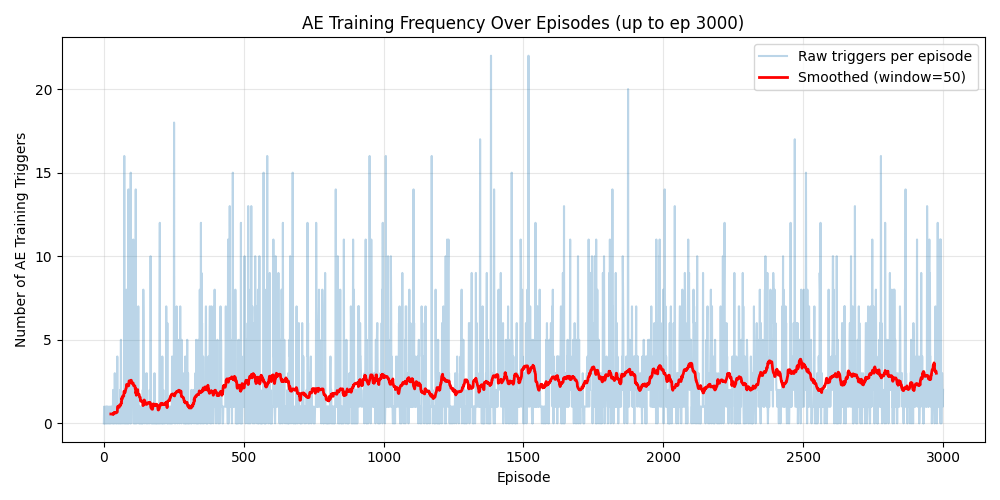 AE Training Frequency Over Episodes (up to ep 3000)
Raw triggers per episode
Smoothed (window=50)
Number of AE Training Triggers
20
15
10
5
0
0 500 1000 1500 2000 2500 3000
Episode